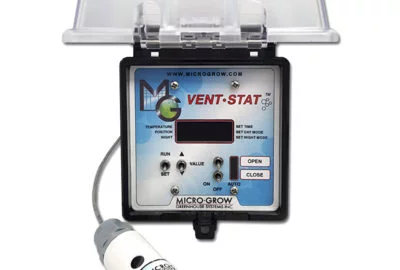 WWW.MICROGROW.COM
MG VENT•STAT ™
TEMPERATURE SET TIME
POSITION SET DAY MODE
NIGHT SET NIGHT MODE
RUN
VALUE
SET
OPEN
CLOSE
ON AUTO
OFF
MICRO-GROW
GREENHOUSE SYSTEMS INC